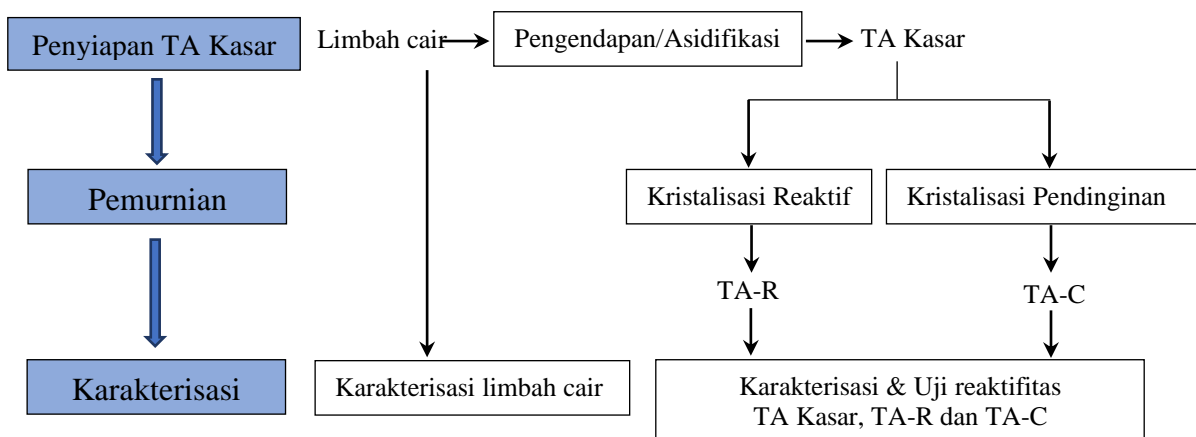 Penyiapan TA Kasar
Limbah cair
Pengendapan/Asidifikasi
TA Kasar
Pemurnian
Kristalisasi Reaktif
Kristalisasi Pendinginan
TA-R
TA-C
Karakterisasi
Karakterisasi limbah cair
Karakterisasi & Uji reaktifitas
TA Kasar, TA-R dan TA-C